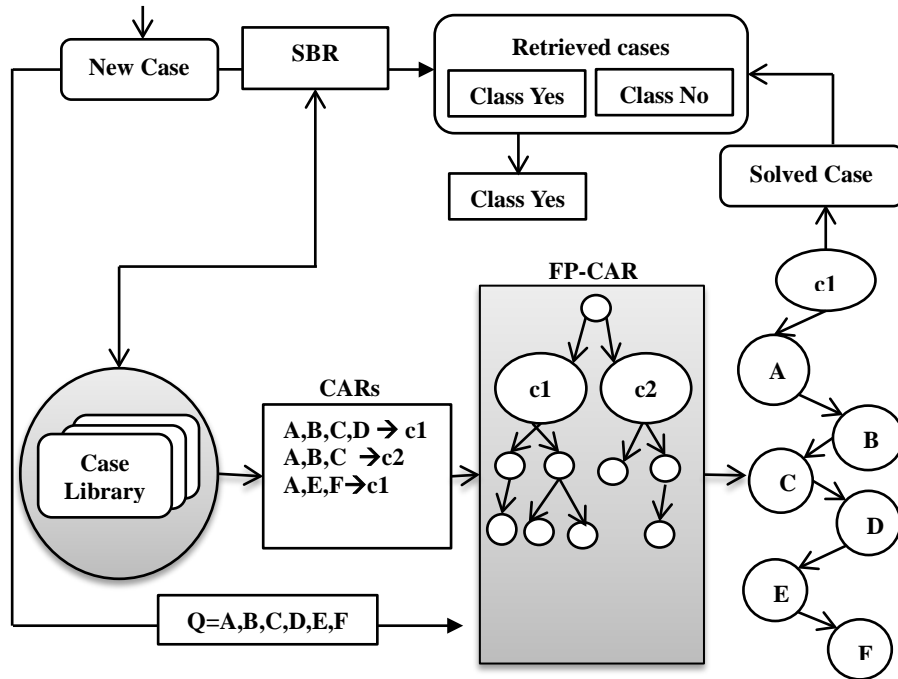 New Case
SBR
Retrieved cases
Class Yes
Class No
Class Yes
Solved Case
FP-CAR
c1
A
B
C
D
E
F
c1
c2
CARs
A,B,C,D → c1
A,B,C →c2
A,E,F→c1
Case
Library
Q=A,B,C,D,E,F